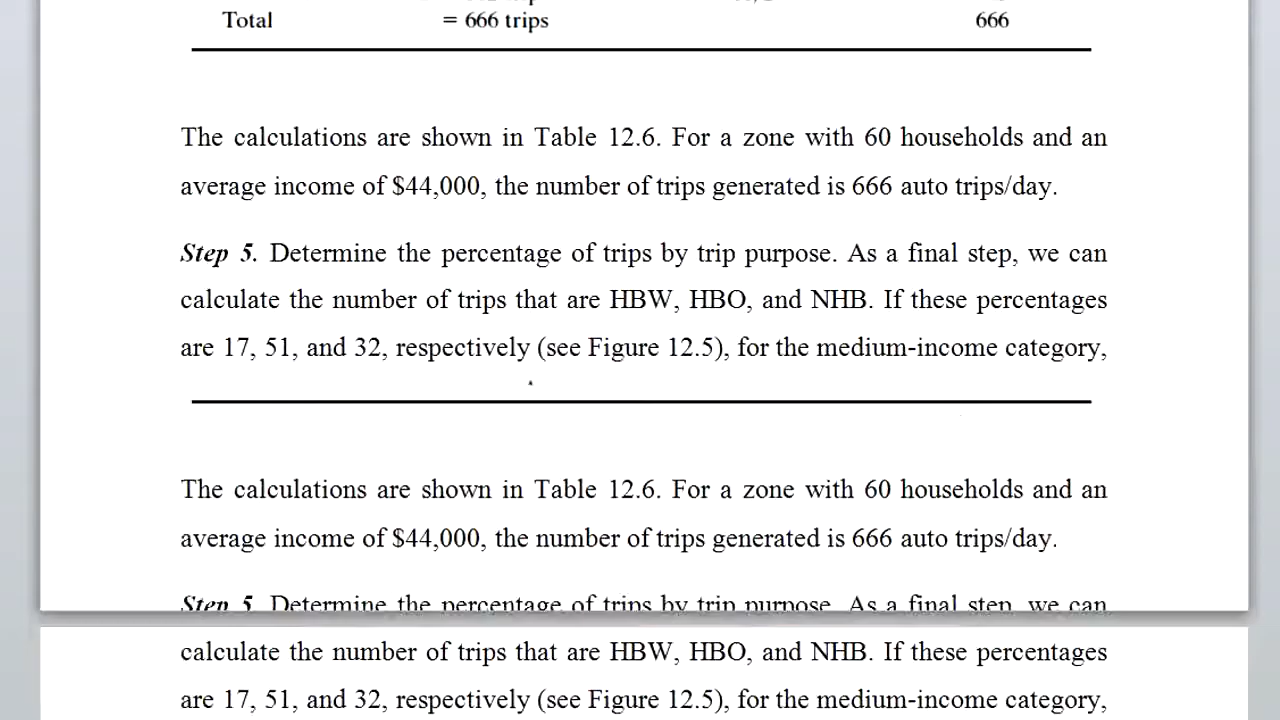 Total = 666 trips 666
The calculations are shown in Table 12.6. For a zone with 60 households and an
average income of $44,000, the number of trips generated is 666 auto trips/day.
Step 5. Determine the percentage of trips by trip purpose. As a final step, we can
calculate the number of trips that are HBW, HBO, and NHB. If these percentages
are 17, 51, and 32, respectively (see Figure 12.5), for the medium-income category,
The calculations are shown in Table 12.6. For a zone with 60 households and an
average income of $44,000, the number of trips generated is 666 auto trips/day.
Step 5. Determine the percentage of trips by trip purpose. As a final step, we can
calculate the number of trips that are HBW, HBO, and NHB. If these percentages
are 17, 51, and 32, respectively (see Figure 12.5), for the medium-income category,